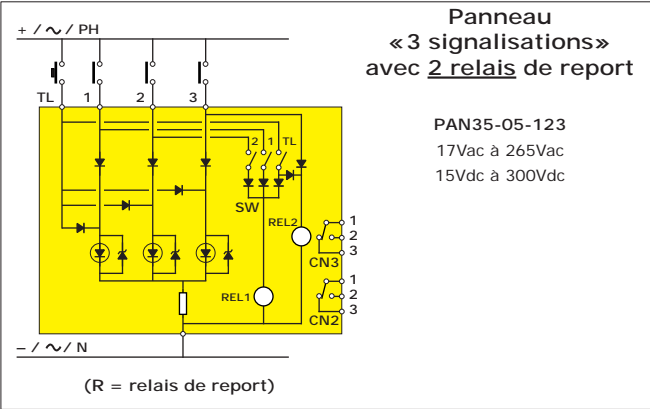 Panneau
«3 signalisations»
avec 2 relais de report
PAN35-05-123
17Vac à 265Vac
15Vdc à 300Vdc
+ / ∿ / PH
TL 1 2 3
2 1 TL
SW
REL2
1
2
3
CN3
REL1
1
2
3
CN2
– / ∿ / N
(R = relais de report)